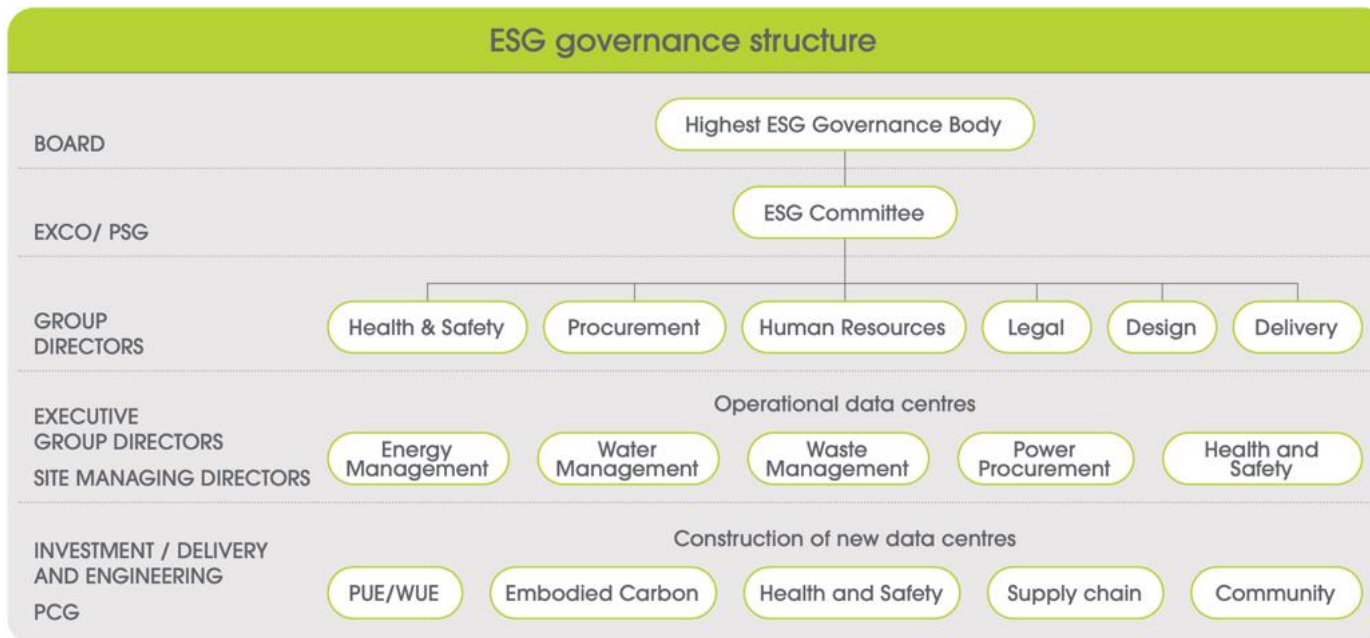 ESG governance structure
BOARD
Highest ESG Governance Body
EXCO/ PSG
ESG Committee
GROUP
DIRECTORS
Health & Safety
Procurement
Human Resources
Legal
Design
Delivery
EXECUTIVE
GROUP DIRECTORS
SITE MANAGING DIRECTORS
Operational data centres
Energy
Management
Water
Management
Waste
Management
Power
Procurement
Health and
Safety
INVESTMENT / DELIVERY
AND ENGINEERING
PCG
Construction of new data centres
PUE/WUE
Embodied Carbon
Health and Safety
Supply chain
Community